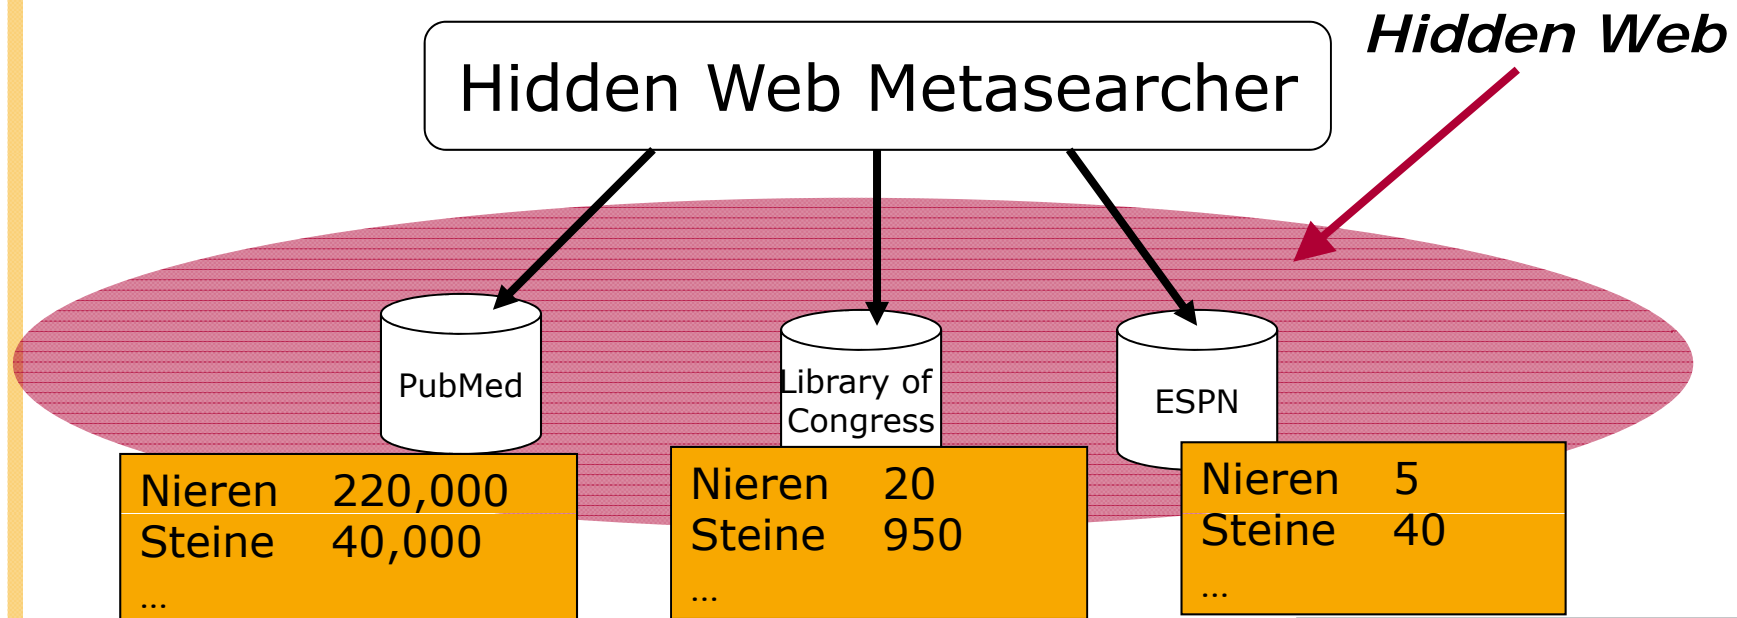 Hidden Web
Hidden Web Metasearcher
PubMed
Library of
Congress
ESPN
Nieren 220,000
Steine 40,000
...
Nieren 20
Steine 950
...
Nieren 5
Steine 40
...